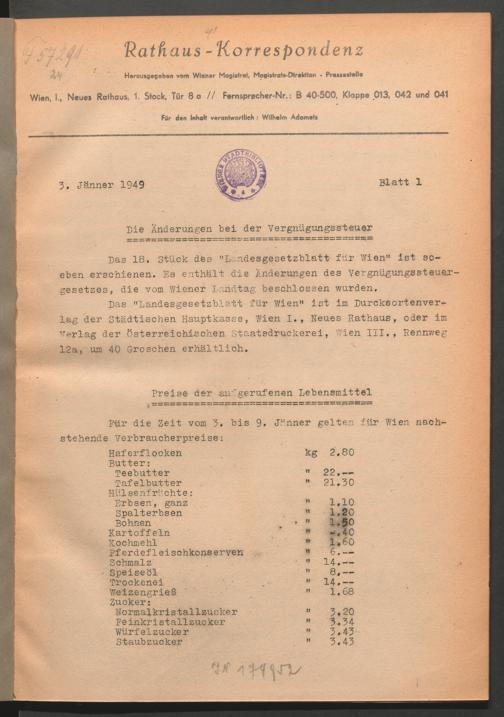 Rathaus-Korrespondenz
Herausgegeben vom Wiener Magistrat, Magistrats-Direktion - Pressestelle
Wien, I., Neues Rathaus, 1. Stock, Tür 8a // Fernsprecher-Nr.: B 40-500, Klappe 013, 042 und 041
Für den Inhalt verantwortlich: Wilhelm Adametz
3. Jänner 1949 Blatt 1
Die Änderungen bei der Vergnügungssteuer
Das 18. Stück des "Landesgesetzblatt für Wien" ist so-
eben erschienen. Es enthält die Änderungen des Vergnügungssteuer-
gesetzes, die vom Wiener Landtag beschlossen wurden.
Das "Landesgesetzblatt für Wien" ist im Durcksortenver-
lag der Städtischen Hauptkasse, Wien I., Neues Rathaus, oder im
Verlag der Österreichischen Staatsdruckerei, Wien III., Rennweg
12a, um 40 Groschen erhältlich.
Preise der aufgerufenen Lebensmittel
Für die Zeit vom 3. bis 9. Jänner gelten für Wien nach-
stehende Verbraucherpreise:
Haferflocken kg 2.80
Butter:
Teebutter " 22.--
Tafelbutter " 21.30
Hülsenfrüchte:
Erbsen, ganz " 1.10
Spalterbsen " 1.20
Bohnen " 1.50
Kartoffeln " -.40
Kochmehl " 1.60
Pferdefleischkonserven " 6.--
Schmalz " 14.--
Speiseöl " 8.--
Trockenei " 14.--
Weizengrieß " 1.68
Zucker:
Normalkristallzucker " 3.20
Feinkristallzucker " 3.34
Würfelzucker " 3.43
Staubzucker " 3.43